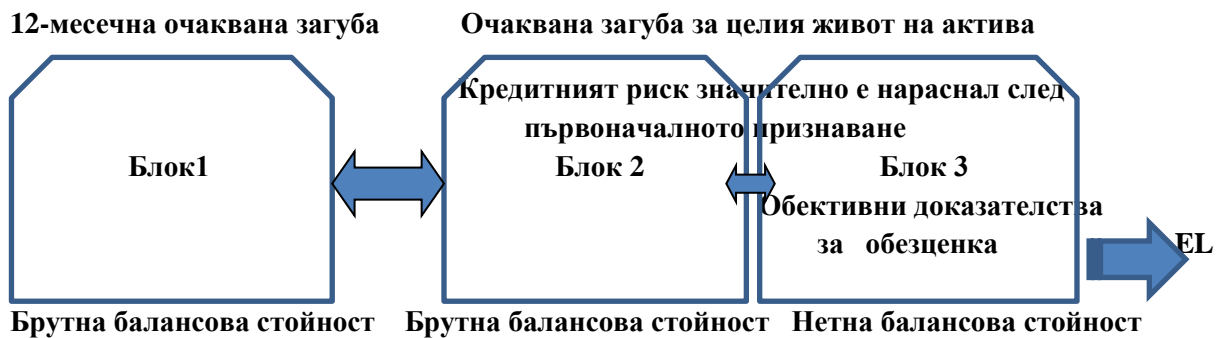 12-месечна очаквана загуба
Очаквана загуба за целия живот на актива
Кредитният риск значително е нараснал след
първоначалното признаване
Блок1
Блок 2
Блок 3
Обективни доказателства
за обезценка
EL
Брутна балансова стойност
Брутна балансова стойност
Нетна балансова стойност